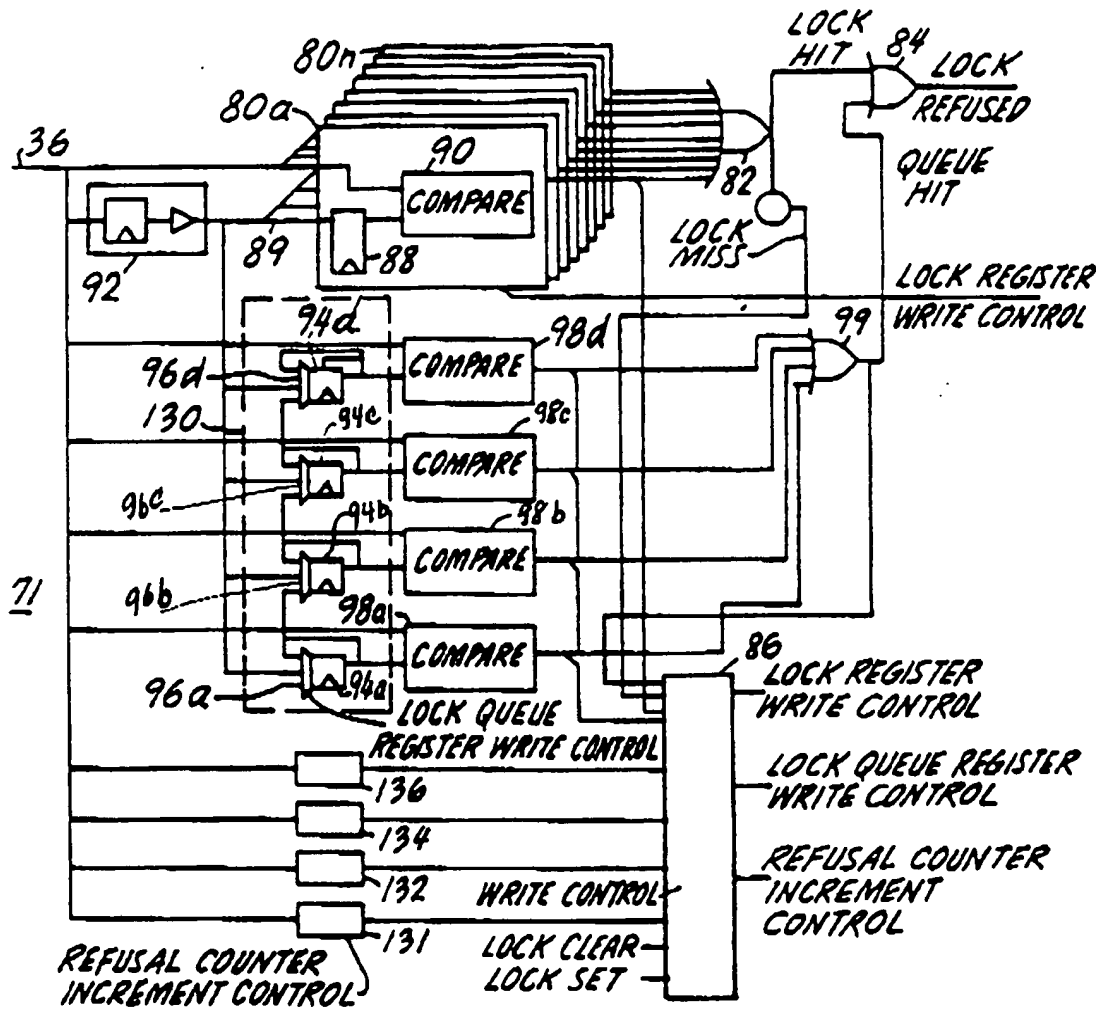 80n
LOCK
HIT
84
LOCK
REFUSED
80a
36
90
COMPARE
82
QUEUE
HIT
LOCK
MISS
92
89
88
94d
LOCK REGISTER
WRITE CONTROL
98d
99
96d
COMPARE
130
94c
98c
COMPARE
96c
94b
98b
COMPARE
71
96b
98a
COMPARE
86
96a
94a
LOCK QUEUE
REGISTER WRITE CONTROL
LOCK REGISTER
WRITE CONTROL
136
LOCK QUEUE REGISTER
WRITE CONTROL
134
132
WRITE CONTROL
REFUSAL COUNTER
INCREMENT
CONTROL
131
REFUSAL COUNTER
INCREMENT CONTROL
LOCK CLEAR
LOCK SET